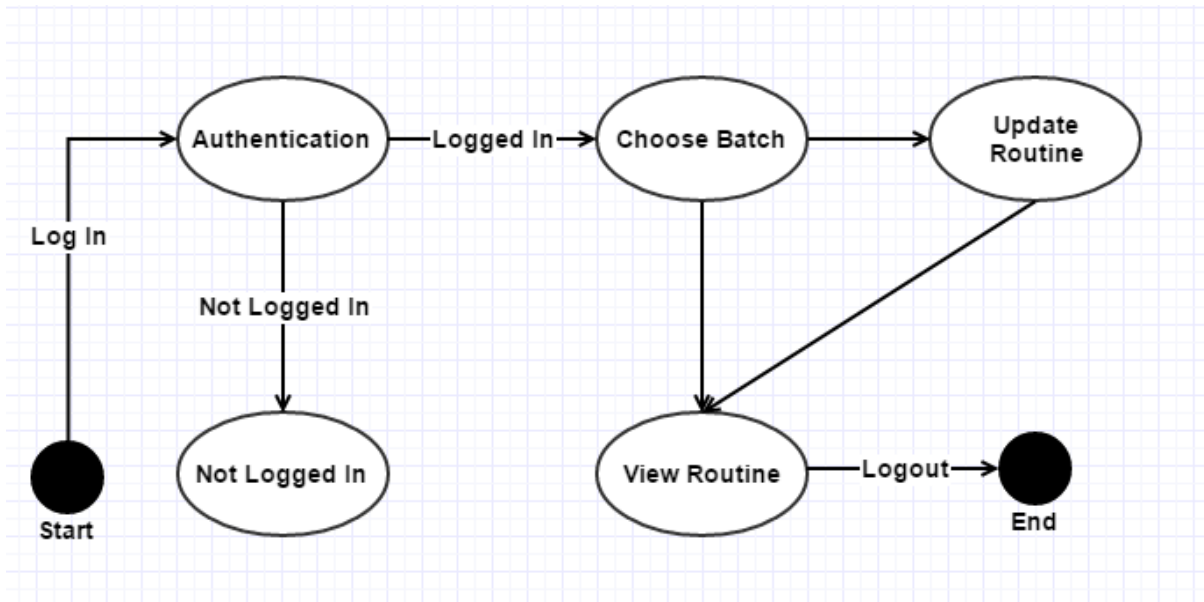 Authentication
Logged In
Choose Batch
Update
Routine
Log In
Not Logged In
Not Logged In
View Routine
Logout
Start
End